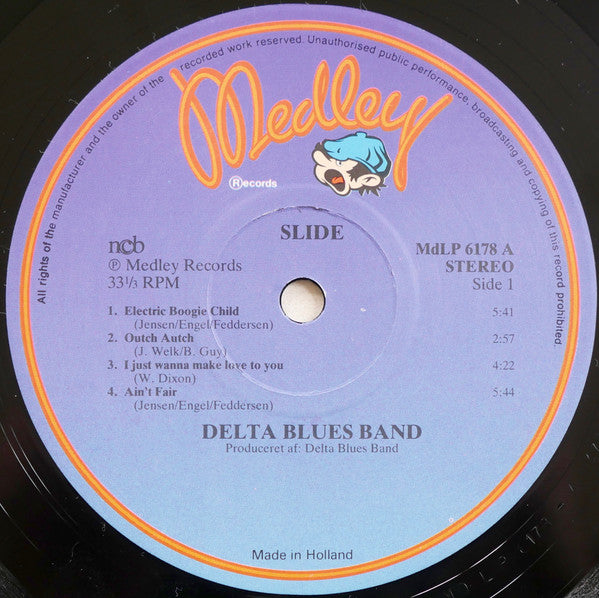 All rights of the manufacturer and the owner of the recorded work reserved. Unauthorised public performance, broadcasting and copying of this record prohibited.
Medley
Records
SLIDE
ncb
MdLP 6178 A
℗ Medley Records
STEREO
33 1/3 RPM
Side 1
1. Electric Boogie Child 5:41
(Jensen/Engel/Feddersen)
2. Outch Autch 2:57
(J. Welk/B. Guy)
3. I just wanna make love to you 4:22
(W. Dixon)
4. Ain't Fair 5:44
(Jensen/Engel/Feddersen)
DELTA BLUES BAND
Produceret af: Delta Blues Band
Made in Holland